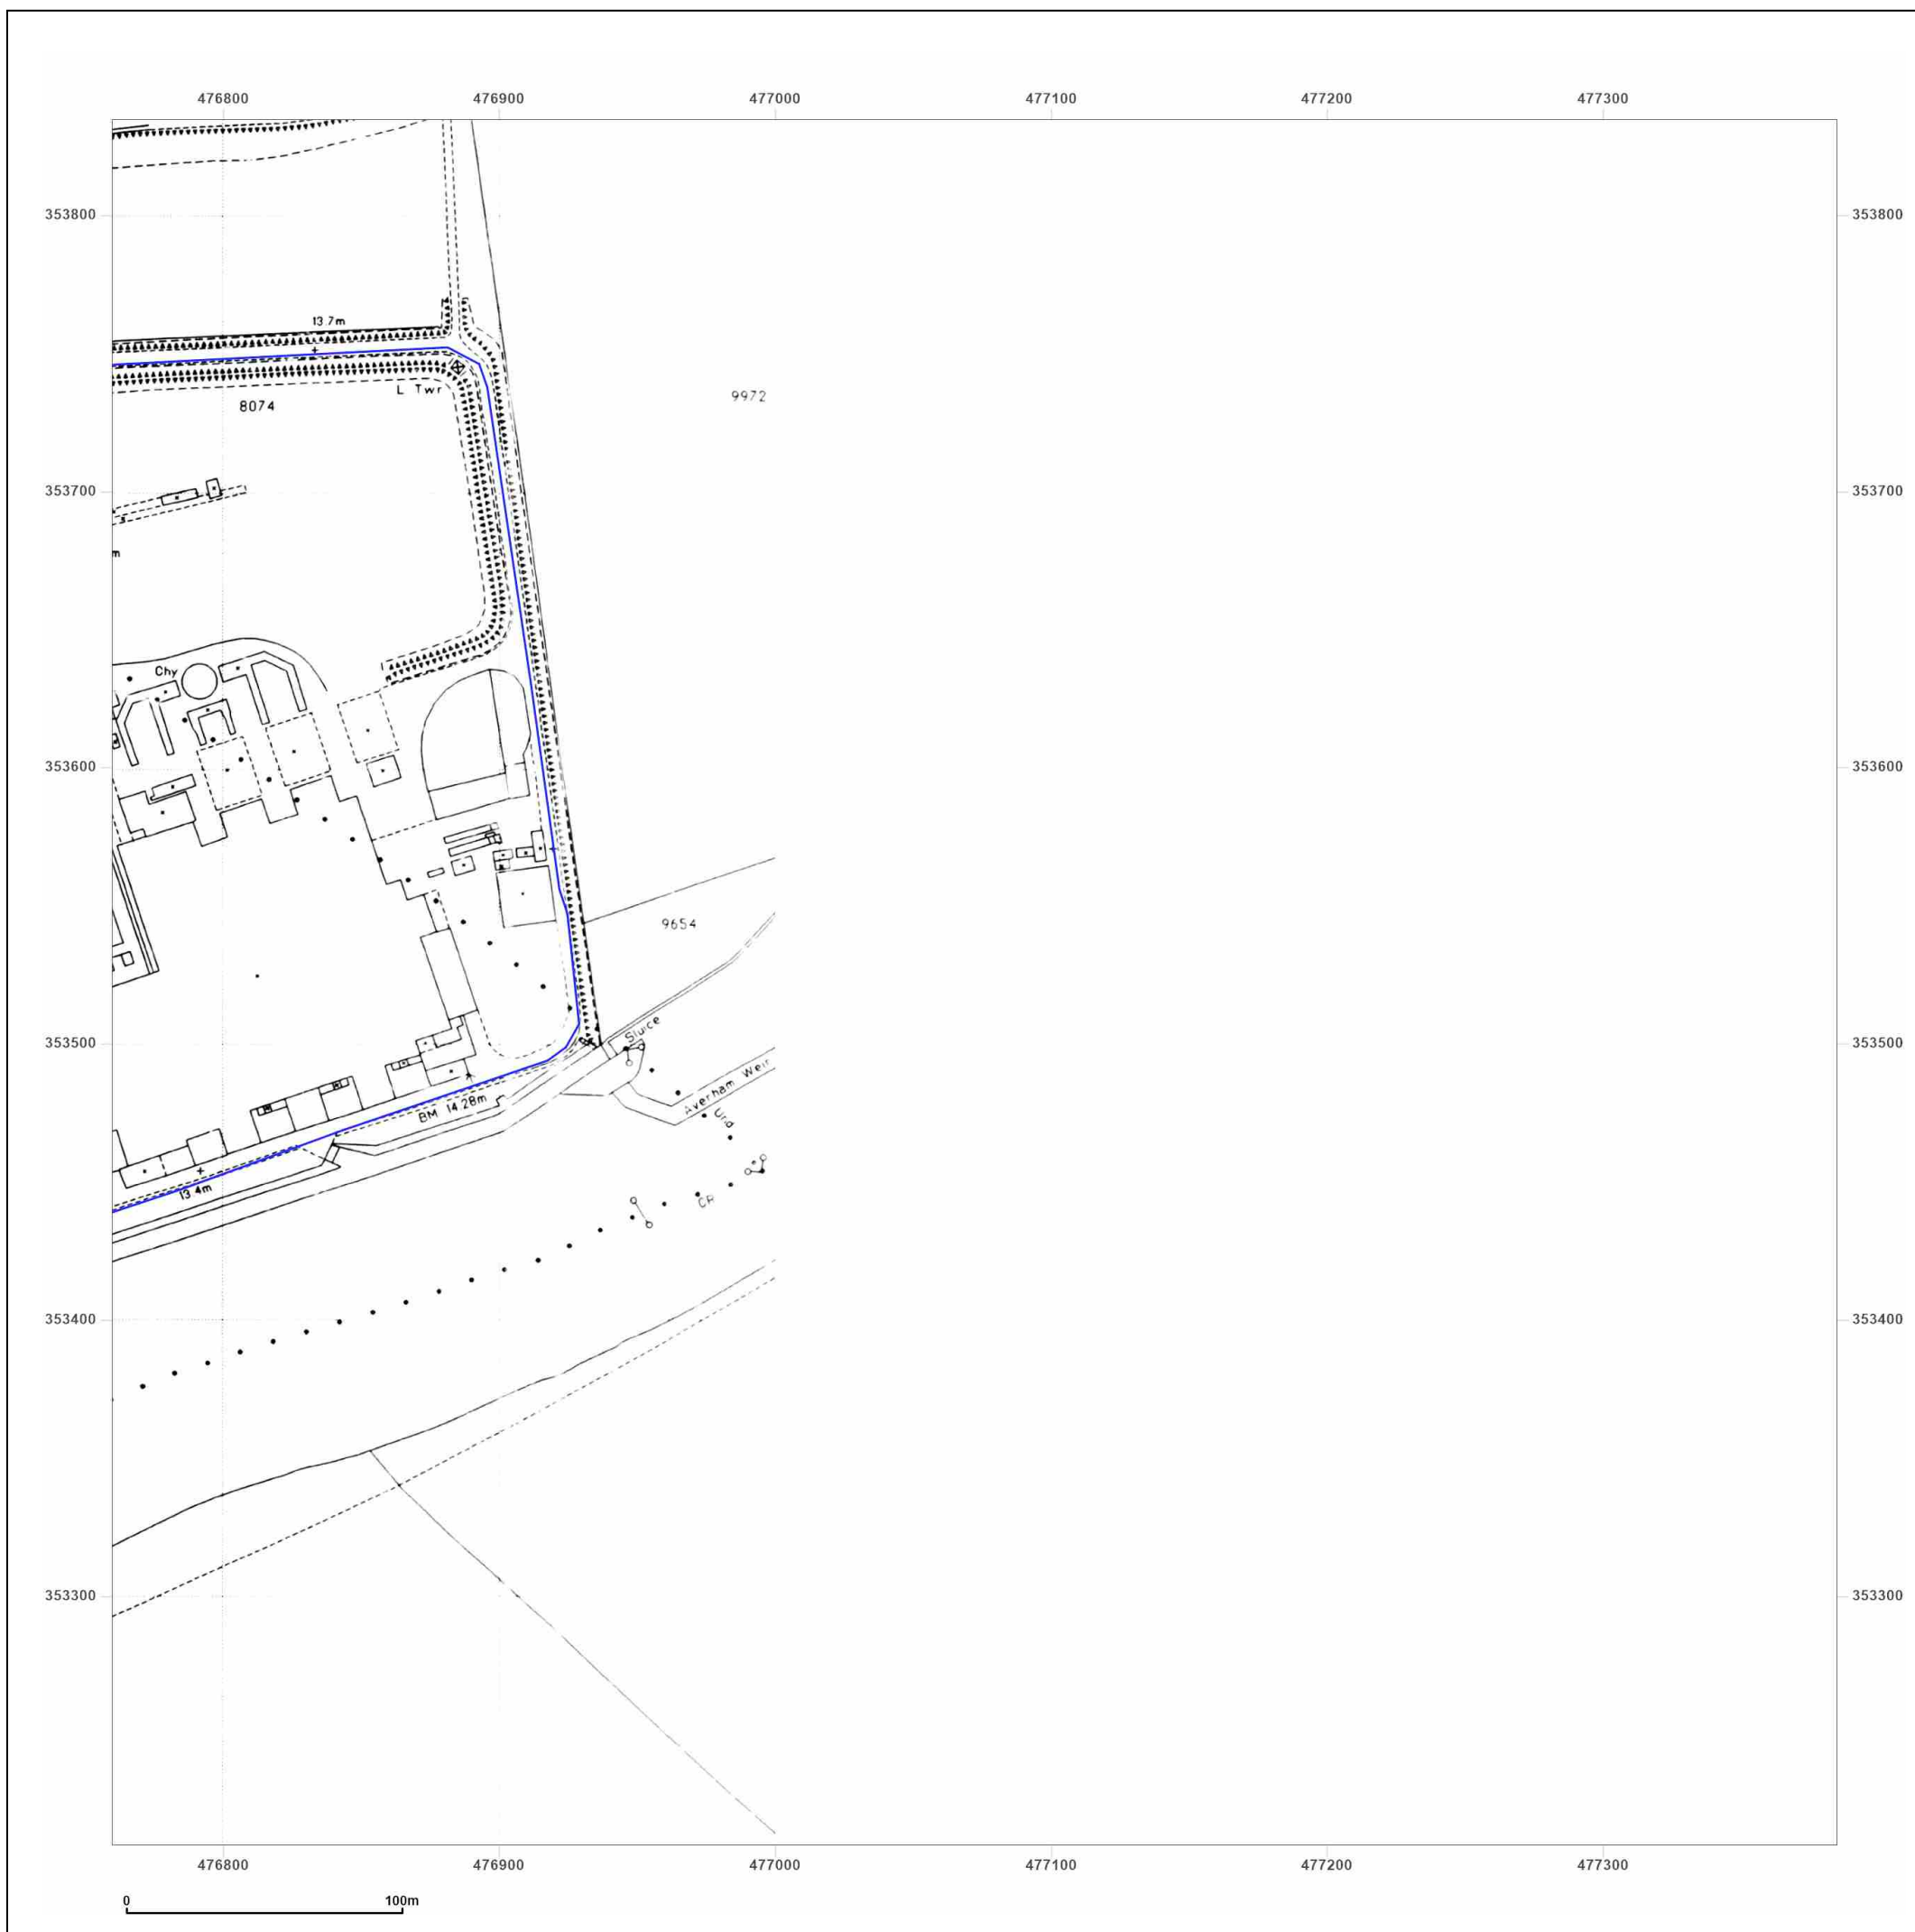 476800 476900 477000 477100 477200 477300
353800 353800
13.7m
L Twr
9972
8074
353700 353700
m
Chy
353600 353600
9654
Sluice
353500 353500
Averham Weir
BM 14.28m
Und
13.4m
CR
353400 353400
353300 353300
476800 476900 477000 477100 477200 477300
0 100m